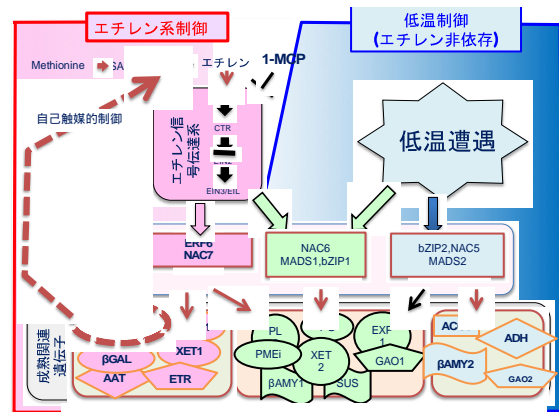 エチレン系制御
低温制御
(エチレン非依存)
Methionine
SA
エチレン
1-MCP
自己触媒的制御
エチレン信
号伝達系
CTR
EIN3/EIL
低温遭遇
ERF6
NAC7
NAC6
MADS1,bZIP1
bZIP2,NAC5
MADS2
成熟関連
遺伝子
βGAL
XET1
AAT
ETR
PL
PMEi
XET
2
EXP
1
GAO1
βAMY1
SUS
ADH
βAMY2
GAO2